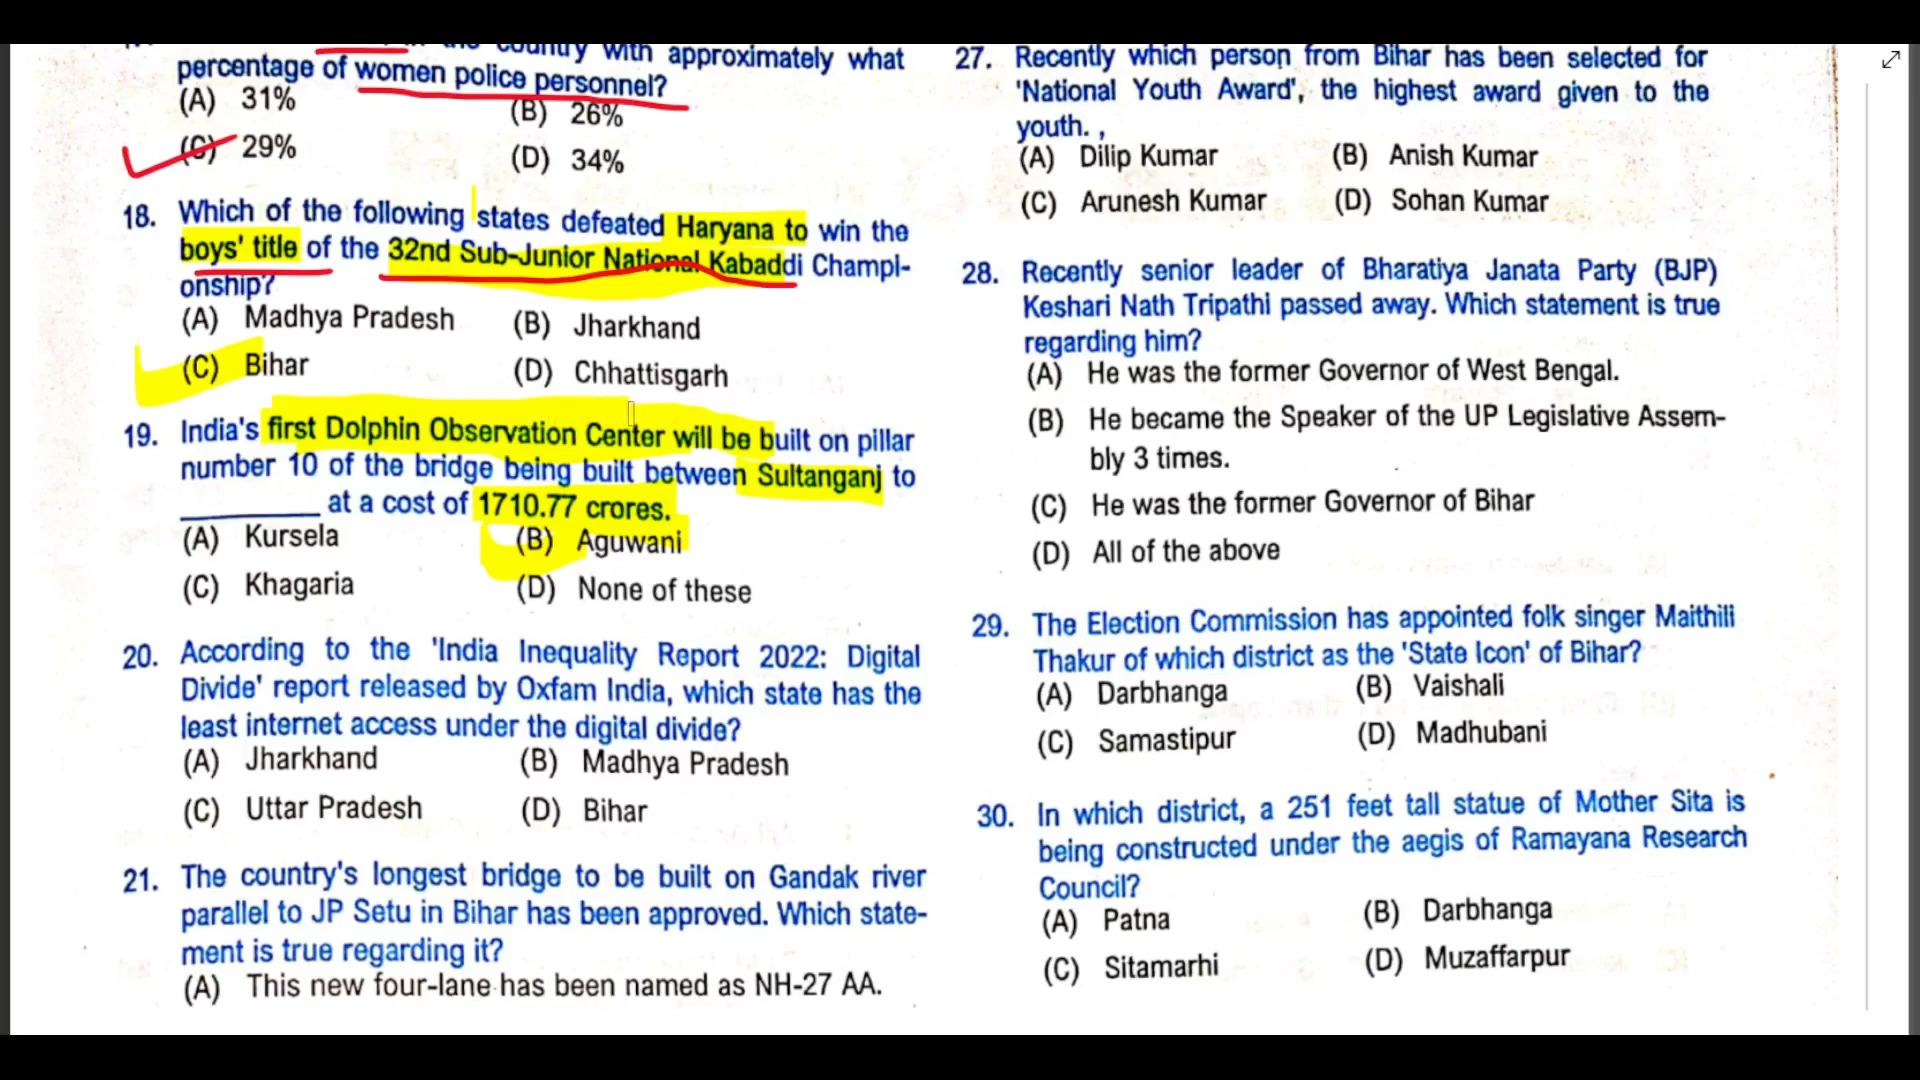 country with approximately what
percentage of women police personnel?
(A) 31%
(B) 26%
(C) 29%
(D) 34%
18. Which of the following states defeated Haryana to win the
boys' title of the 32nd Sub-Junior National Kabaddi Champi-
onship?
(A) Madhya Pradesh
(B) Jharkhand
(C) Bihar
(D) Chhattisgarh
19. India's first Dolphin Observation Center will be built on pillar
number 10 of the bridge being built between Sultanganj to
__________ at a cost of 1710.77 crores.
(A) Kursela
(B) Aguwani
(C) Khagaria
(D) None of these
20. According to the 'India Inequality Report 2022: Digital
Divide' report released by Oxfam India, which state has the
least internet access under the digital divide?
(A) Jharkhand
(B) Madhya Pradesh
(C) Uttar Pradesh
(D) Bihar
21. The country's longest bridge to be built on Gandak river
parallel to JP Setu in Bihar has been approved. Which state-
ment is true regarding it?
(A) This new four-lane has been named as NH-27 AA.
27. Recently which person from Bihar has been selected for
'National Youth Award', the highest award given to the
youth. ,
(A) Dilip Kumar
(B) Anish Kumar
(C) Arunesh Kumar
(D) Sohan Kumar
28. Recently senior leader of Bharatiya Janata Party (BJP)
Keshari Nath Tripathi passed away. Which statement is true
regarding him?
(A) He was the former Governor of West Bengal.
(B) He became the Speaker of the UP Legislative Assem-
bly 3 times.
(C) He was the former Governor of Bihar
(D) All of the above
29. The Election Commission has appointed folk singer Maithili
Thakur of which district as the 'State Icon' of Bihar?
(A) Darbhanga
(B) Vaishali
(C) Samastipur
(D) Madhubani
30. In which district, a 251 feet tall statue of Mother Sita is
being constructed under the aegis of Ramayana Research
Council?
(A) Patna
(B) Darbhanga
(C) Sitamarhi
(D) Muzaffarpur